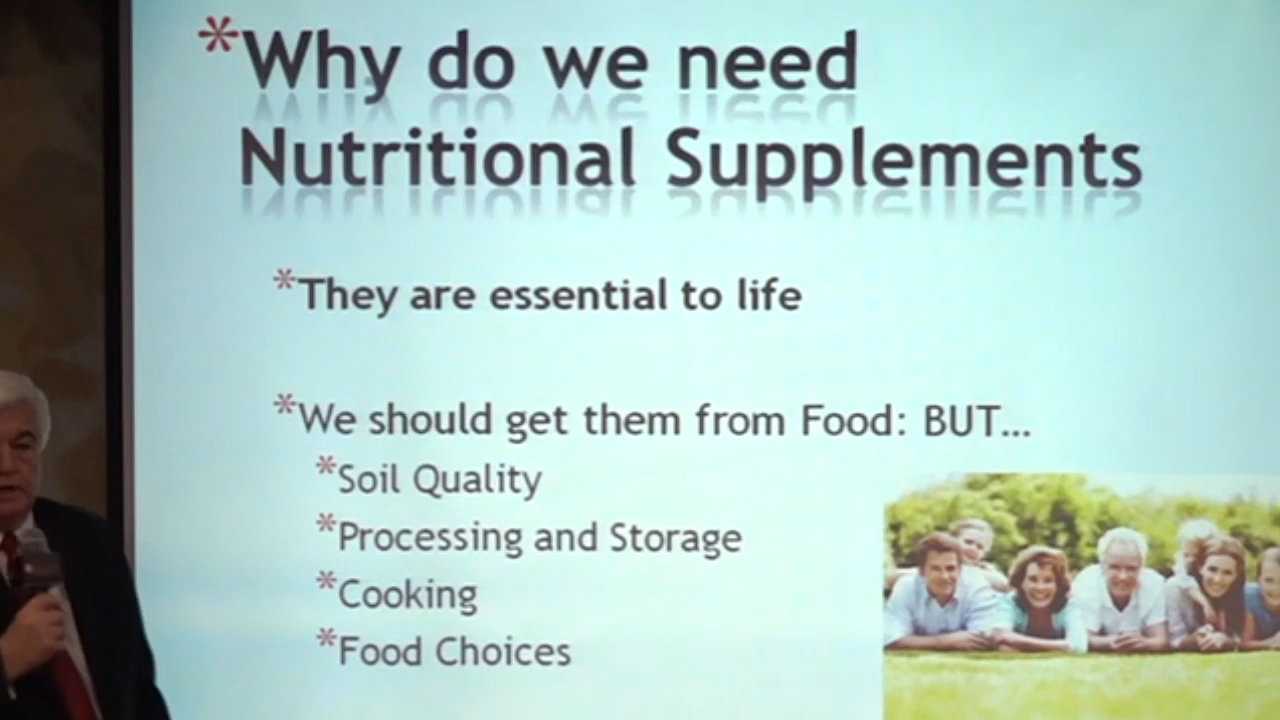 *Why do we need
Nutritional Supplements
*They are essential to life
*We should get them from Food: BUT...
*Soil Quality
*Processing and Storage
*Cooking
*Food Choices